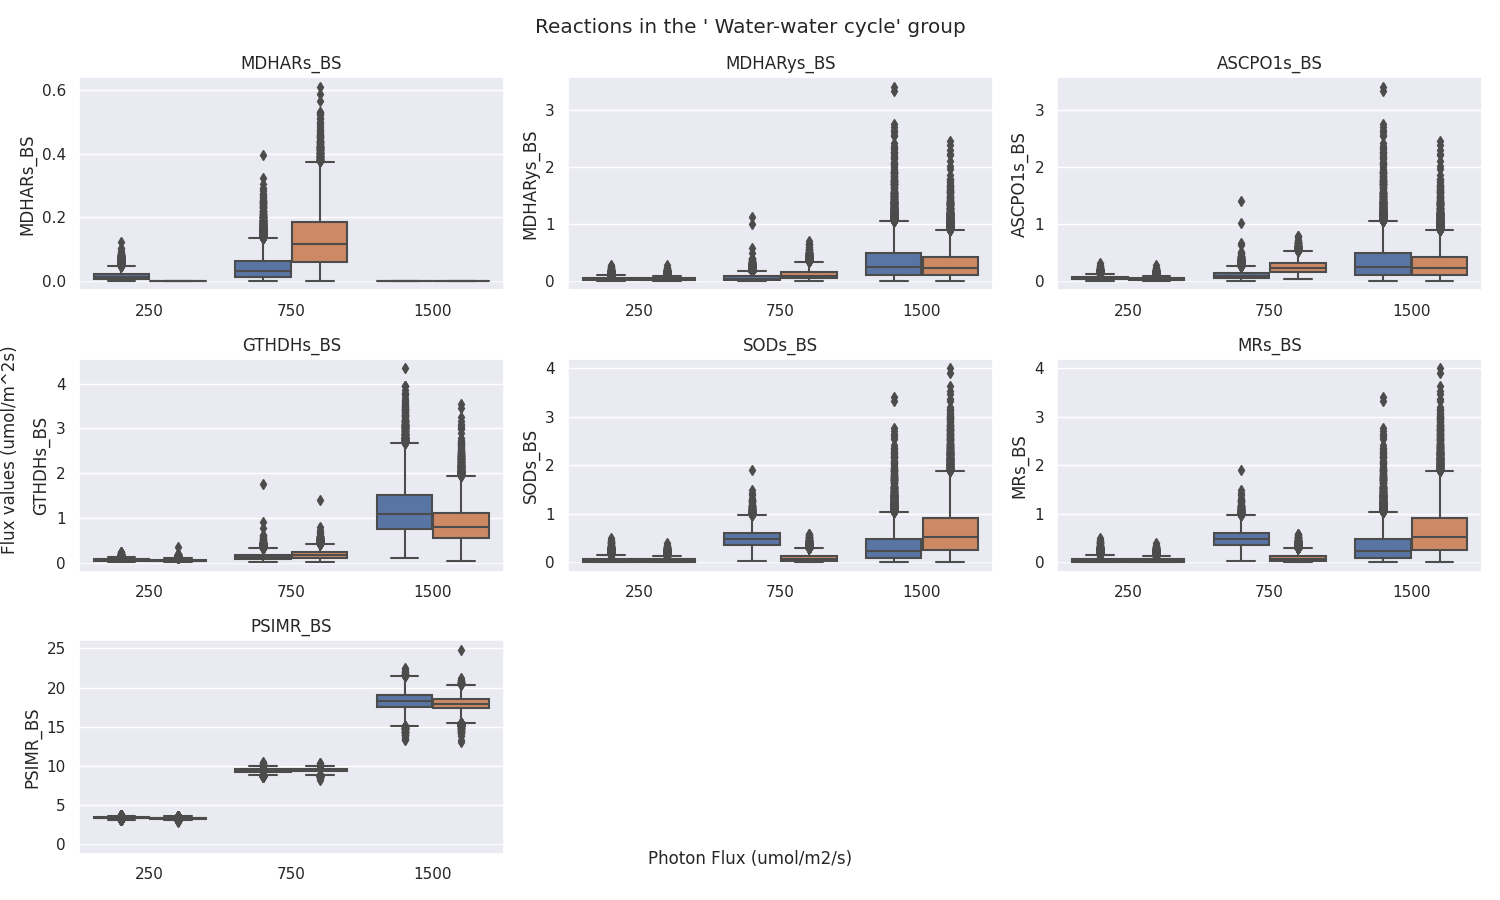 Reactions in the ' Water-water cycle' group
MDHARs_BS
MDHARs_BS
0.6
0.4
0.2
0.0
250 750 1500
MDHARys_BS
MDHARys_BS
3
2
1
0
250 750 1500
ASCPO1s_BS
ASCPO1s_BS
3
2
1
0
250 750 1500
Flux values (umol/m^2s)
GTHDHs_BS
GTHDHs_BS
4
3
2
1
0
250 750 1500
SODs_BS
SODs_BS
4
3
2
1
0
250 750 1500
MRs_BS
MRs_BS
4
3
2
1
0
250 750 1500
PSIMR_BS
PSIMR_BS
25
20
15
10
5
0
250 750 1500
Photon Flux (umol/m2/s)